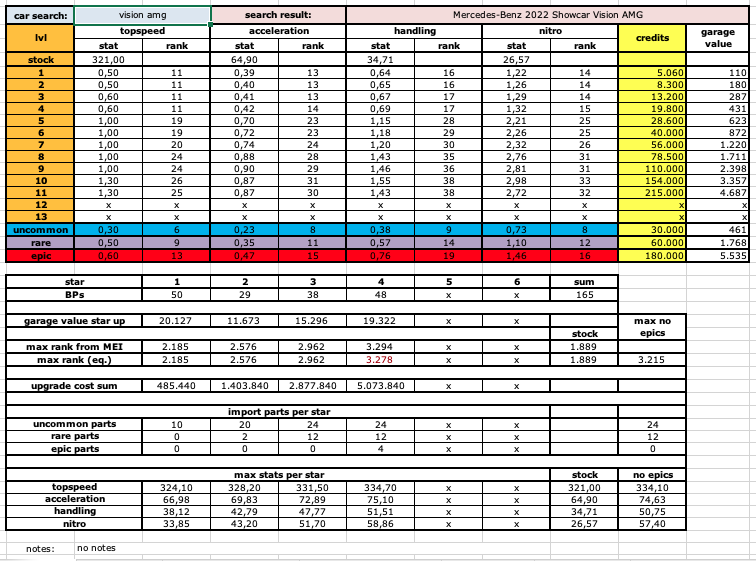 car search: vision amg search result: Mercedes-Benz 2022 Showcar Vision AMG
lvl topspeed acceleration handling nitro credits garage value
stat rank stat rank stat rank stat rank
stock 321,00 64,90 34,71 26,57
1 0,50 11 0,39 13 0,64 16 1,22 14 5.060 110
2 0,50 11 0,40 13 0,65 16 1,26 14 8.300 180
3 0,60 11 0,41 13 0,67 17 1,29 14 13.200 287
4 0,60 11 0,42 14 0,69 17 1,32 15 19.800 431
5 1,00 19 0,70 23 1,15 28 2,21 25 28.600 623
6 1,00 19 0,72 23 1,18 29 2,26 25 40.000 872
7 1,00 20 0,74 24 1,20 30 2,32 26 56.000 1.220
8 1,00 24 0,88 28 1,43 35 2,76 31 78.500 1.711
9 1,00 24 0,90 29 1,46 36 2,81 31 110.000 2.398
10 1,30 26 0,87 31 1,55 38 2,98 33 154.000 3.357
11 1,30 25 0,87 30 1,43 38 2,72 32 215.000 4.687
12 x x x x x x x x x x
13 x x x x x x x x x x
uncommon 0,30 6 0,23 8 0,38 9 0,73 8 30.000 461
rare 0,50 9 0,35 11 0,57 14 1,10 12 60.000 1.768
epic 0,60 13 0,47 15 0,76 19 1,46 16 180.000 5.535
star 1 2 3 4 5 6 sum
BPs 50 29 38 48 x x 165
garage value star up 20.127 11.673 15.296 19.322 x x max no epics
stock
max rank from MEI 2.185 2.576 2.962 3.294 x x 1.889
max rank (eq.) 2.185 2.576 2.962 3.278 x x 1.889 3.215
upgrade cost sum 485.440 1.403.840 2.877.840 5.073.840 x x
import parts per star
uncommon parts 10 20 24 24 x x 24
rare parts 0 2 12 12 x x 12
epic parts 0 0 0 4 x x 0
max stats per star stock no epics
topspeed 324,10 328,20 331,50 334,70 x x 321,00 334,10
acceleration 66,98 69,83 72,89 75,10 x x 64,90 74,63
handling 38,12 42,79 47,77 51,51 x x 34,71 50,75
nitro 33,85 43,20 51,70 58,86 x x 26,57 57,40
notes: no notes